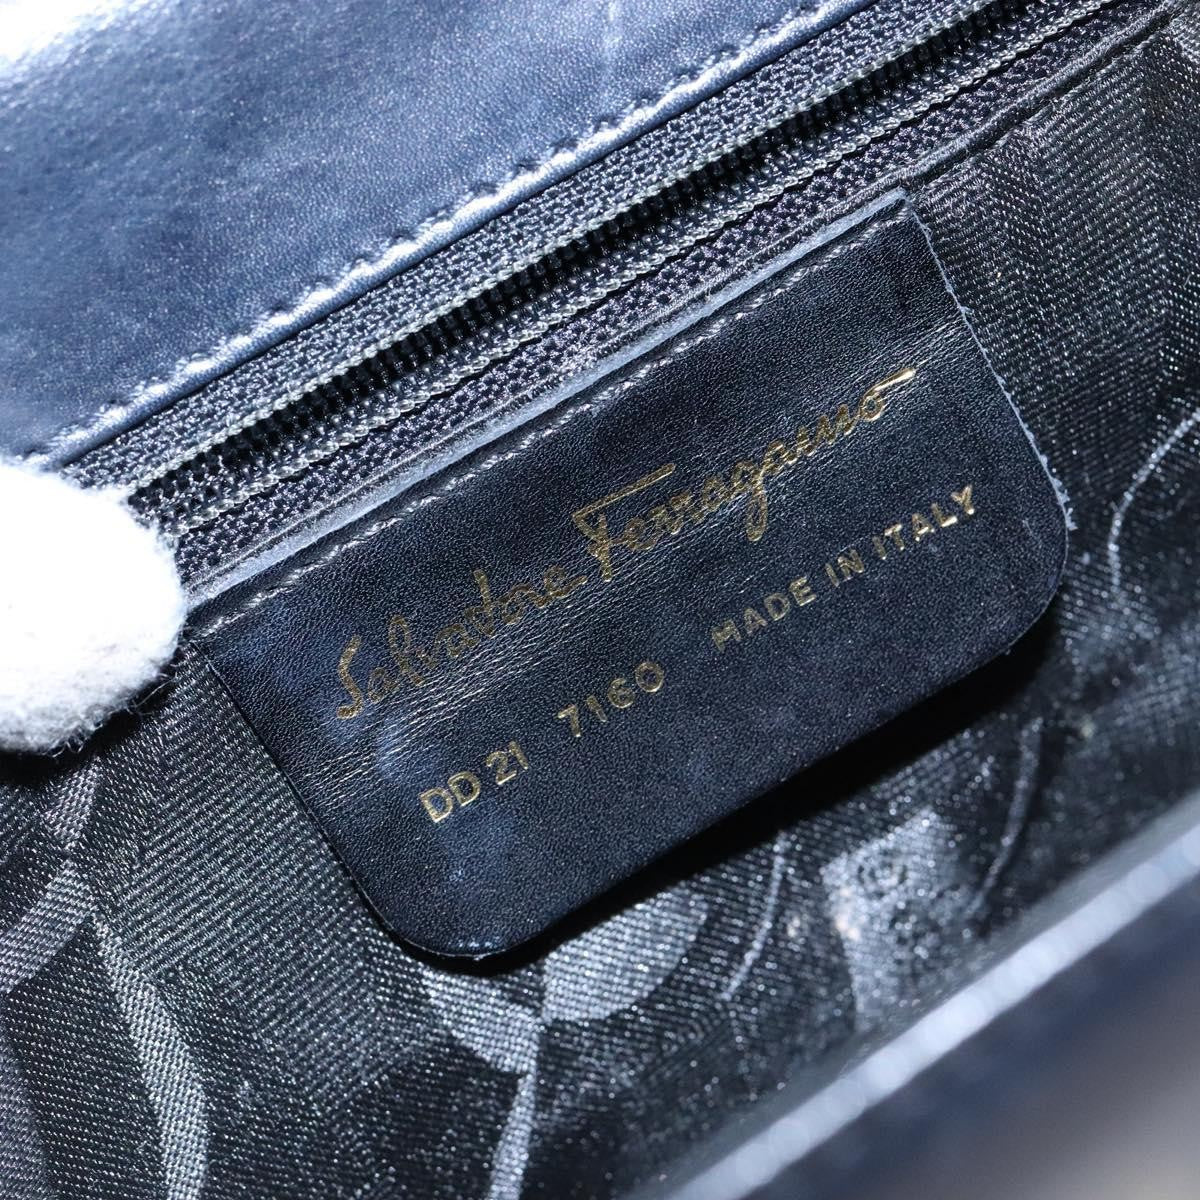 Salvatore Ferragamo
DD 21 7160 MADE IN ITALY